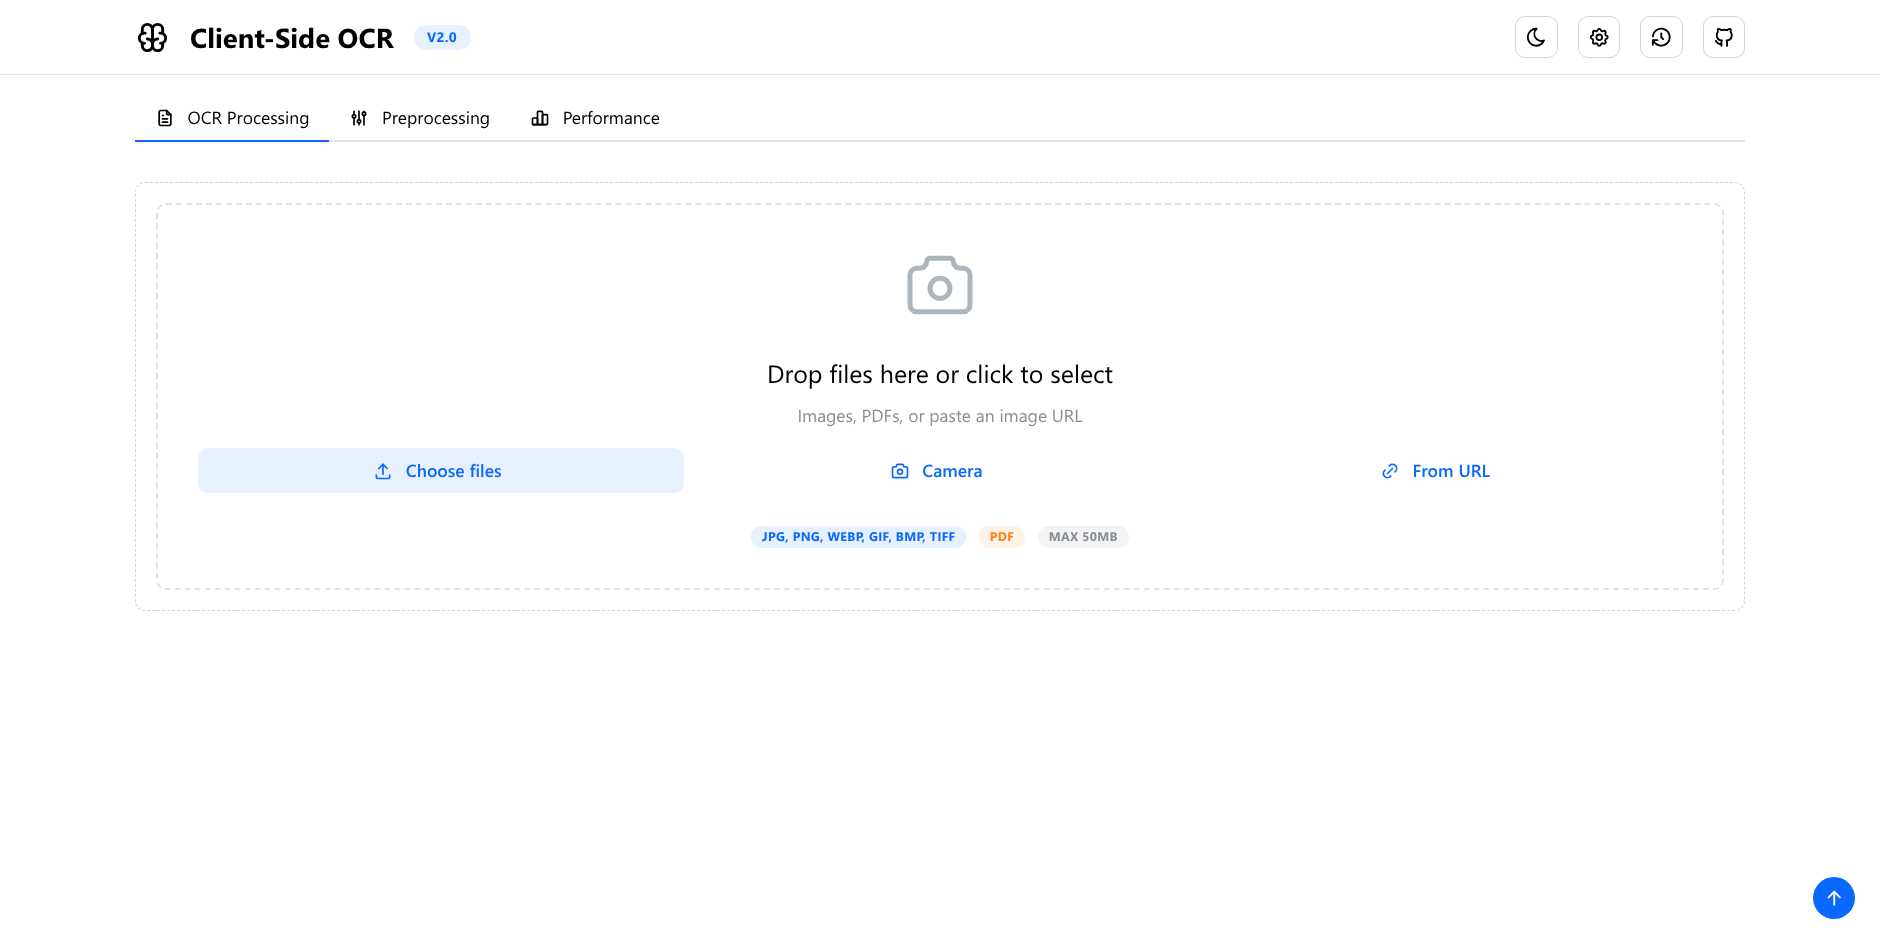 Client-Side OCR V2.0
OCR Processing Preprocessing Performance
Drop files here or click to select
Images, PDFs, or paste an image URL
Choose files Camera From URL
JPG, PNG, WEBP, GIF, BMP, TIFF PDF MAX 50MB